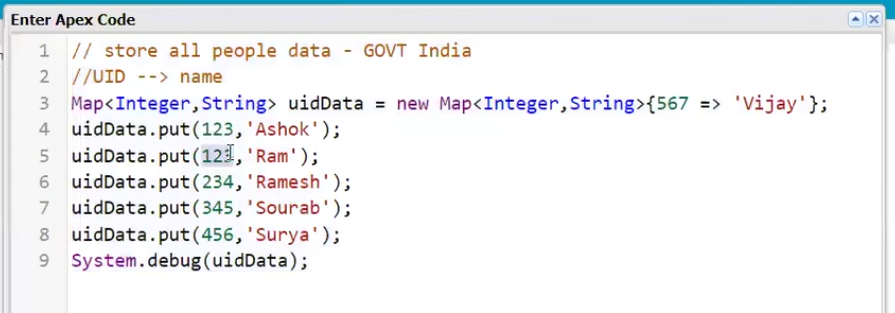 Enter Apex Code
1 // store all people data - GOVT India
2 //UID --> name
3 Map<Integer,String> uidData = new Map<Integer,String>{567 => 'Vijay'};
4 uidData.put(123,'Ashok');
5 uidData.put(123,'Ram');
6 uidData.put(234,'Ramesh');
7 uidData.put(345,'Sourab');
8 uidData.put(456,'Surya');
9 System.debug(uidData);